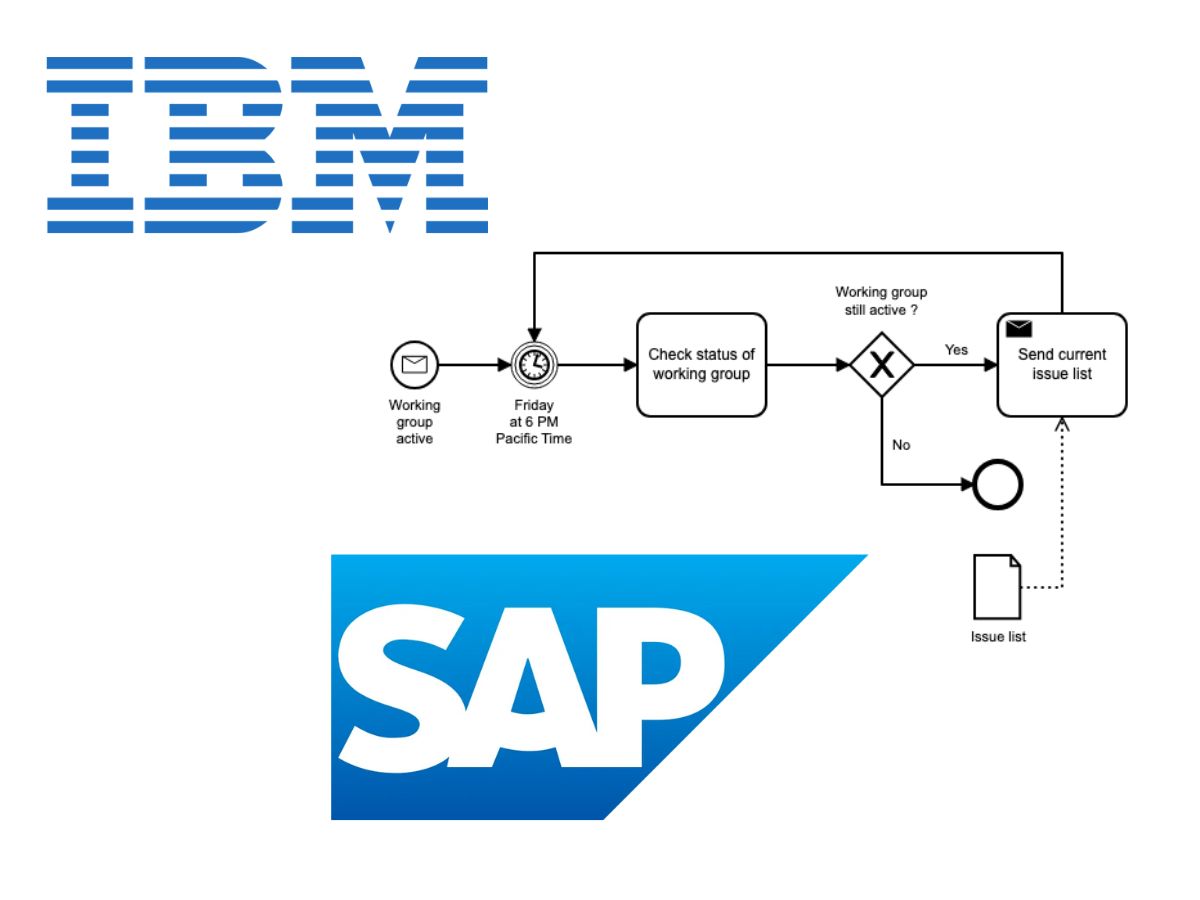 IBM
Working group
still active ?
Check status of
working group
Yes
Send current
issue list
Working
group
active
Friday
at 6 PM
Pacific Time
No
Issue list
SAP